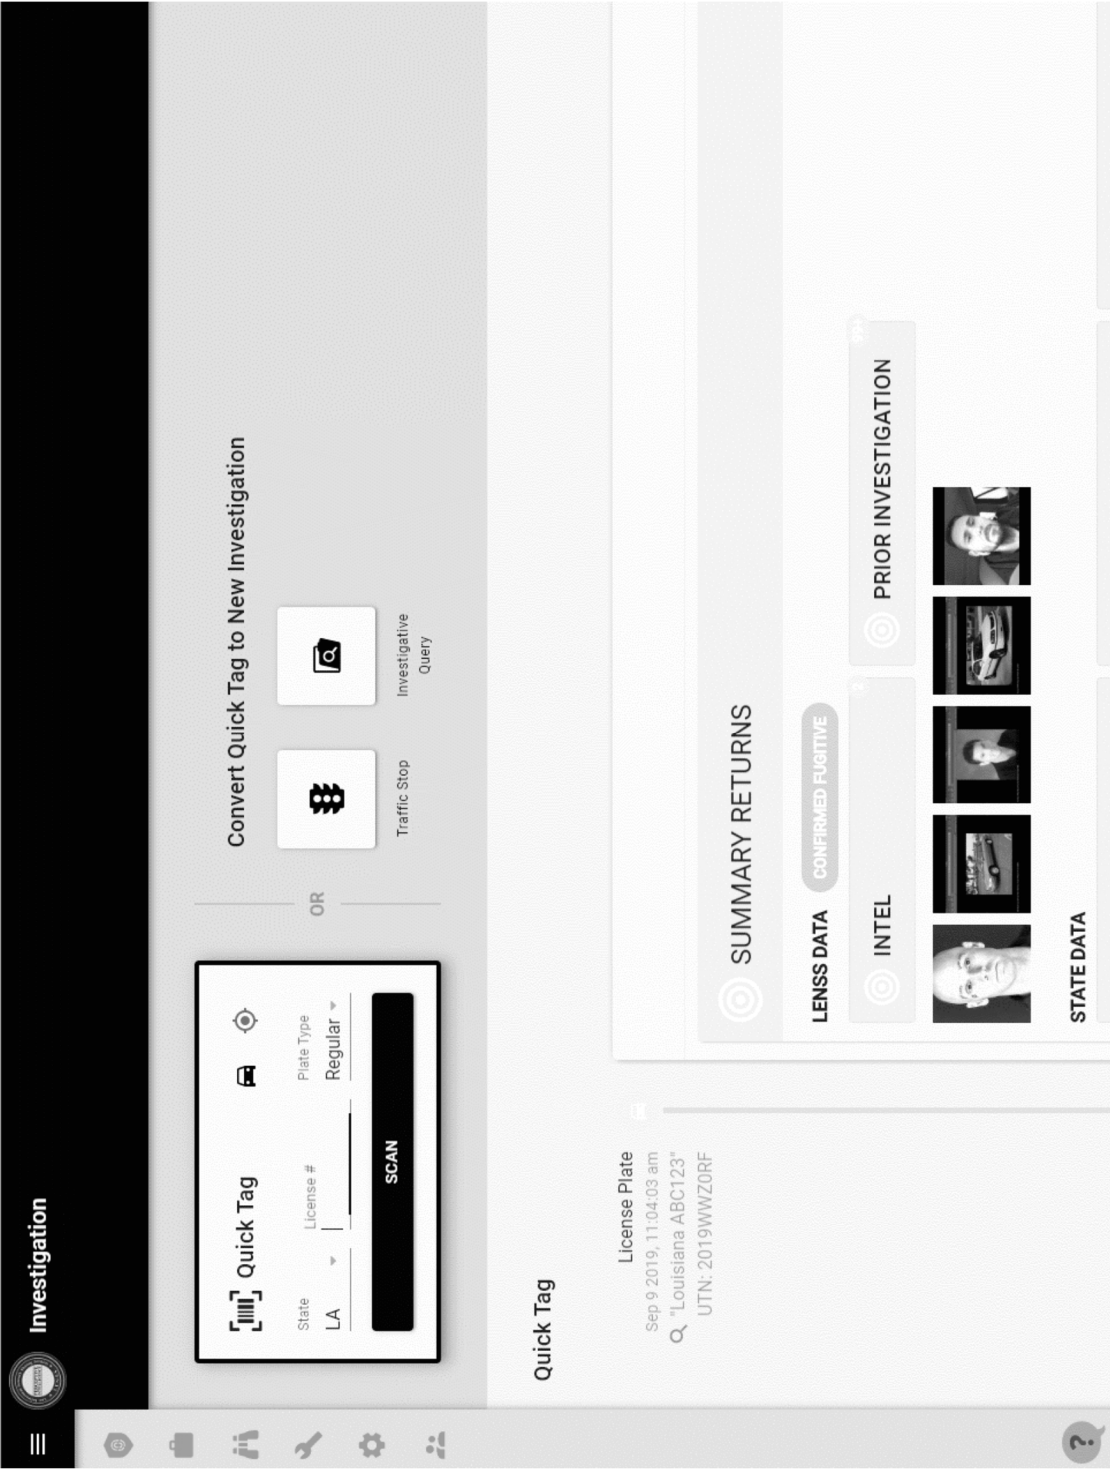 Investigation
Quick Tag
State
LA
License #
Plate Type
Regular
SCAN
OR
Convert Quick Tag to New Investigation
Traffic Stop
Investigative
Query
Quick Tag
License Plate
Sep 9 2019, 11:04:03 am
"Louisiana ABC123"
UTN: 2019WWZ0RF
SUMMARY RETURNS
LENSS DATA
CONFIRMED FUGITIVE
INTEL
2
PRIOR INVESTIGATION
99+
STATE DATA
?